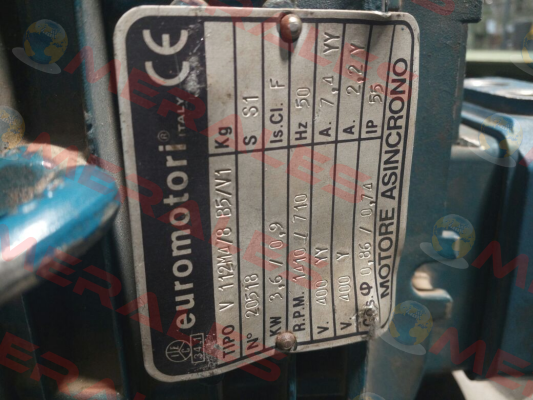 euromotori® ITALY CE
TIPO V 112M4/8 B5/V1 Kg
N° 20518 S S1
KW 3,6 / 0,9 Is.Cl. F
R.P.M. 1410 / 710 Hz 50
V. 400 YY A. 7,4 YY
V. 400 Y A. 2,2 Y
Cos.φ 0,86 / 0,74 IP 55
MOTORE ASINCRONO